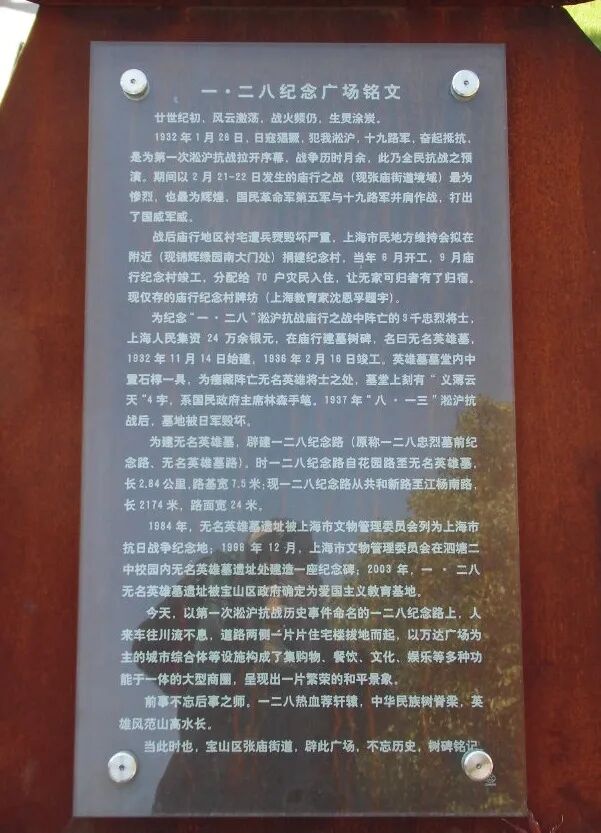 一·二八纪念广场铭文
廿世纪初，风云激荡，战火频仍，生灵涂炭。
1932年1月28日，日寇猖獗，犯我淞沪，十九路军，奋起抵抗，
是为第一次淞沪抗战拉开序幕，战争历时月余，此乃全民抗战之预
演。期间以2月21-22日发生的庙行之战（现张庙街道境域）最为
惨烈，也最为辉煌，国民革命军第五军与十九路军并肩作战，打出
了国威军威。
战后庙行地区村宅遭兵燹毁坏严重，上海市民地方维持会拟在
附近（现锦辉绿园南大门处）捐建纪念村，当年6月开工，9月庙
行纪念村竣工，分配给70户灾民入住，让无家可归者有了归宿。
现仅存的庙行纪念村牌坊（上海教育家沈恩孚题字）。
为纪念“一·二八”淞沪抗战庙行之战中阵亡的3千忠烈将士，
上海人民集资24万余银元，在庙行建墓树碑，名曰无名英雄墓，
1932年11月14日始建，1936年2月16日竣工。英雄墓墓堂内中
置石椁一具，为瘗藏阵亡无名英雄将士之处，墓堂上刻有“义薄云
天”4字，系国民政府主席林森手笔。1937年“八·一三”淞沪抗
战后，墓地被日军毁坏。
为建无名英雄墓，辟建一二八纪念路（原称一二八忠烈墓前纪
念路、无名英雄墓路）。时一二八纪念路自花园路至无名英雄墓，
长2.84公里，路基宽7.5米；现一二八纪念路从共和新路至江杨南路，
长2174米，路面宽24米。
1984年，无名英雄墓遗址被上海市文物管理委员会列为上海市
抗日战争纪念地；1988年12月，上海市文物管理委员会在泗塘二
中校园内无名英雄墓遗址处建造一座纪念碑；2003年，一·二八
无名英雄墓遗址被宝山区政府确定为爱国主义教育基地。
今天，以第一次淞沪抗战历史事件命名的一二八纪念路上，人
来车往川流不息，道路两侧一片片住宅楼拔地而起，以万达广场为
主的城市综合体等设施构成了集购物、餐饮、文化、娱乐等多种功
能于一体的大型商圈，呈现出一片繁荣的和平景象。
前事不忘后事之师。一二八热血荐轩辕，中华民族树脊梁，英
雄风范山高水长。
当此时也，宝山区张庙街道，辟此广场，不忘历史，树碑铭记